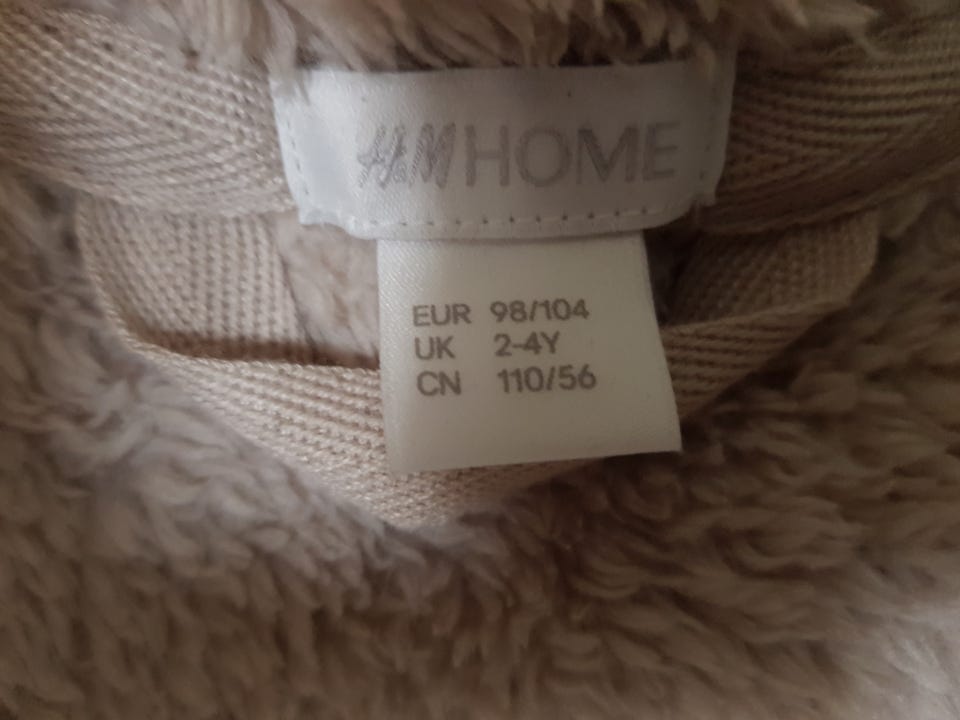 H&M HOME
EUR 98/104
UK 2-4Y
CN 110/56